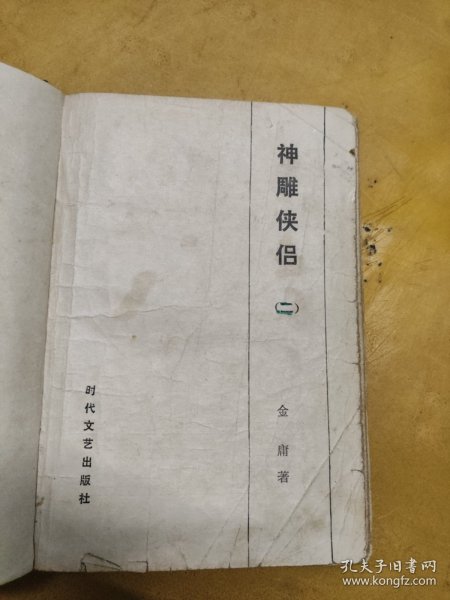 神雕侠侣
(二)
金庸著
时代文艺出版社
孔夫子旧书网
www.kongfz.com